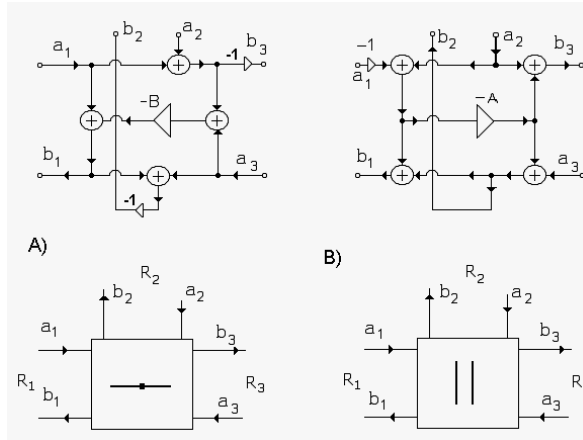 b2 a2 b2 a2
a1 -1 b3 -1 b3
a1
-B -A
b1 a3 b1 a3
-1
A) B)
R2 R2
b2 a2 b2 a2
a1 b3 a1 b3
R1 R3 R1 R
b1 a3 b1 a3